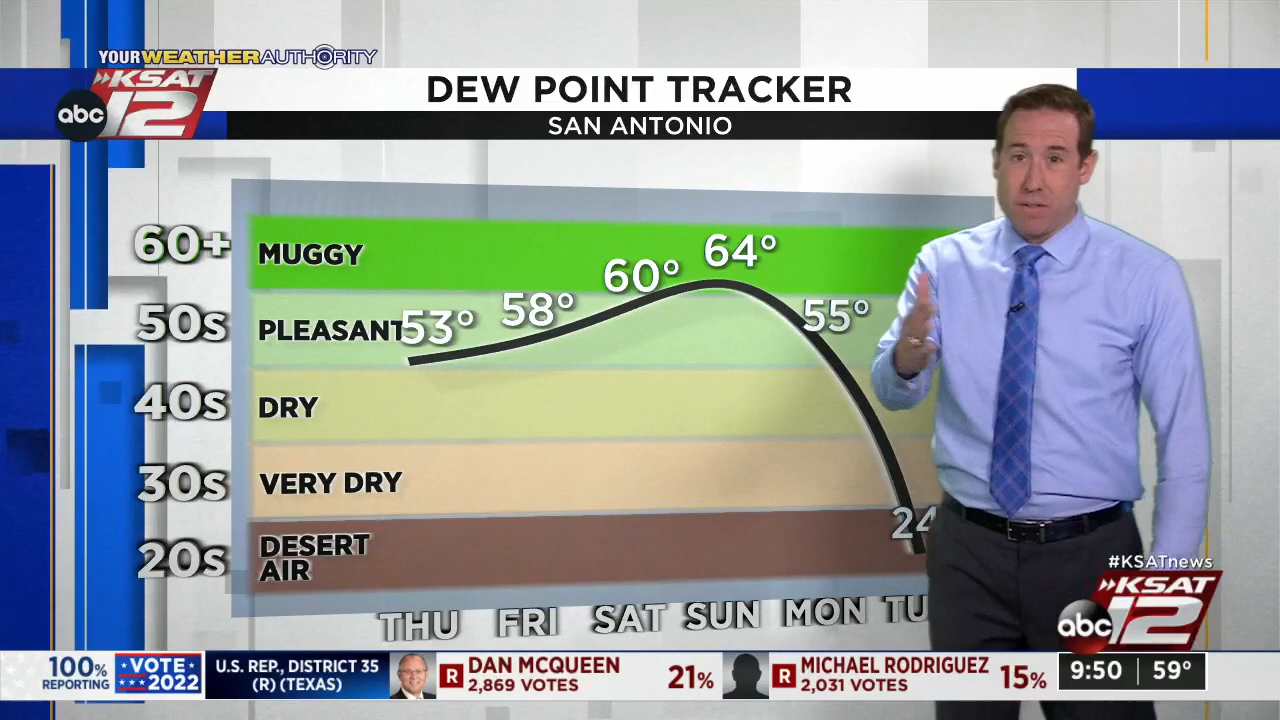 YOURWEATHERAUTHORITY
KSAT
abc 12
DEW POINT TRACKER
SAN ANTONIO
60+ MUGGY
50s PLEASANT
40s DRY
30s VERY DRY
20s DESERT AIR
53° 58° 60° 64° 55° 24
THU FRI SAT SUN MON TU
#KSATnews
KSAT
abc 12
100% REPORTING
VOTE 2022
U.S. REP., DISTRICT 35
(R) (TEXAS)
R DAN MCQUEEN
2,869 VOTES
21%
R MICHAEL RODRIGUEZ
2,031 VOTES
15%
9:50 59°